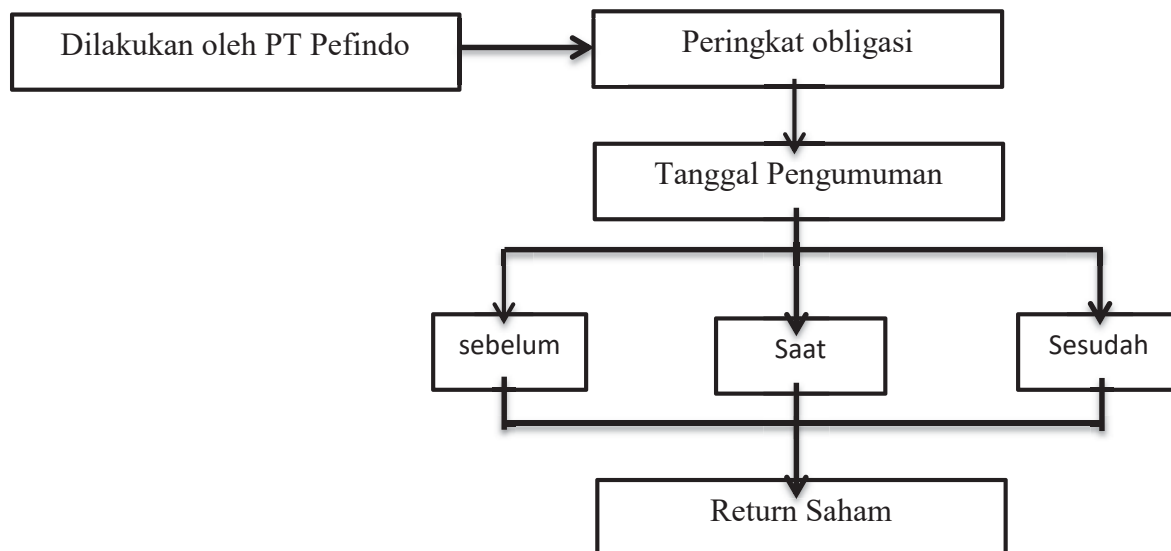 Dilakukan oleh PT Pefindo
Peringkat obligasi
Tanggal Pengumuman
sebelum
Saat
Sesudah
Return Saham